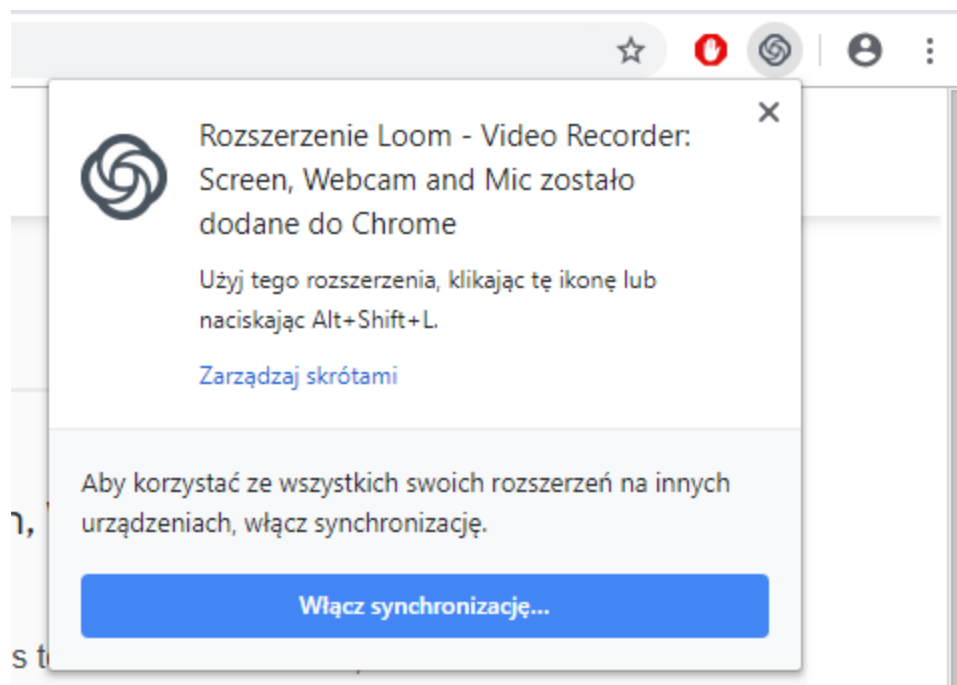 Rozszerzenie Loom - Video Recorder:
Screen, Webcam and Mic zostało
dodane do Chrome
Użyj tego rozszerzenia, klikając tę ikonę lub
naciskając Alt+Shift+L.
Zarządzaj skrótami
Aby korzystać ze wszystkich swoich rozszerzeń na innych
urządzeniach, włącz synchronizację.
n,
Włącz synchronizację...
s t